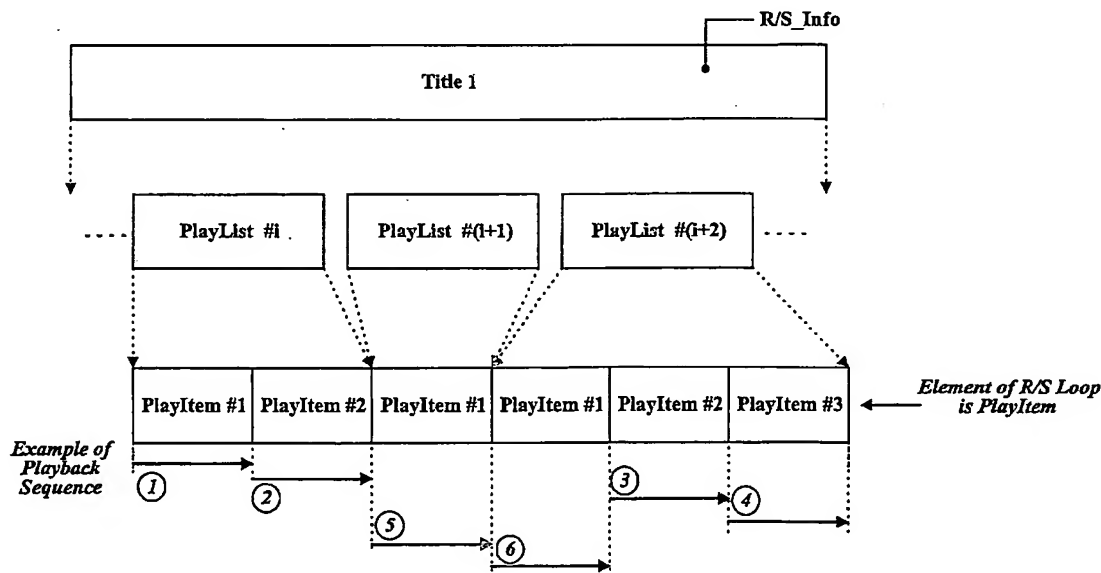 R/S_Info
Title 1
PlayList #i
PlayList #(i+1)
PlayList #(i+2)
PlayItem #1
PlayItem #2
PlayItem #1
PlayItem #1
PlayItem #2
PlayItem #3
Element of R/S Loop
is PlayItem
Example of
Playback
Sequence
1
2
3
4
5
6